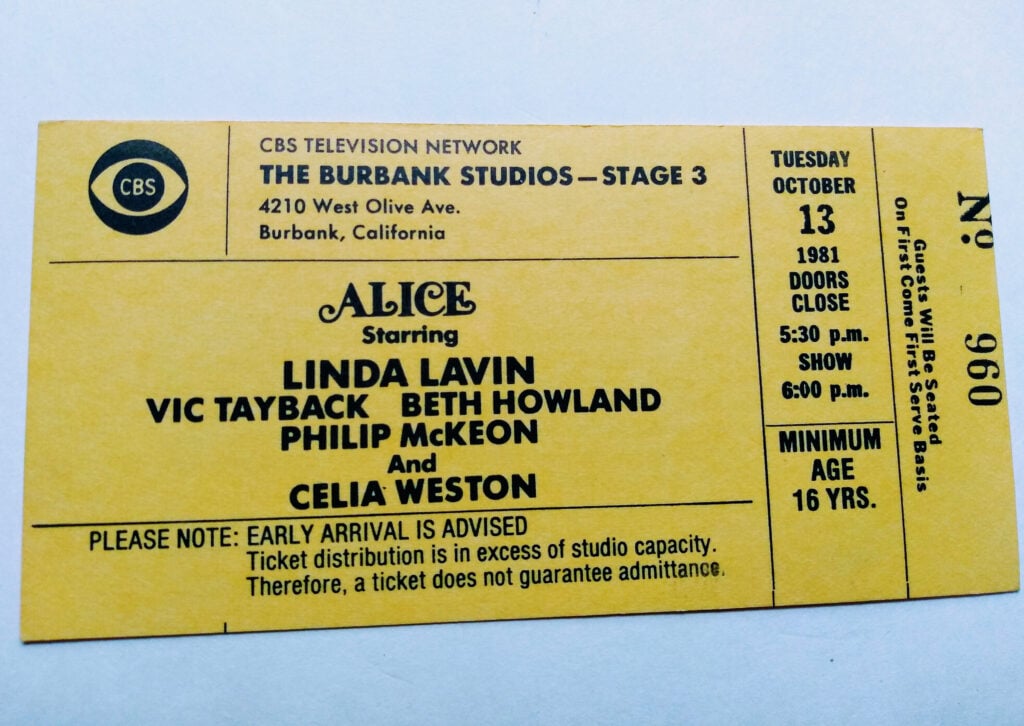 CBS
CBS TELEVISION NETWORK
THE BURBANK STUDIOS—STAGE 3
4210 West Olive Ave.
Burbank, California
ALICE
Starring
LINDA LAVIN
VIC TAYBACK BETH HOWLAND
PHILIP McKEON
And
CELIA WESTON
PLEASE NOTE: EARLY ARRIVAL IS ADVISED
Ticket distribution is in excess of studio capacity.
Therefore, a ticket does not guarantee admittance.
TUESDAY
OCTOBER
13
1981
DOORS
CLOSE
5:30 p.m.
SHOW
6:00 p.m.
MINIMUM
AGE
16 YRS.
Guests Will Be Seated
On First Come First Serve Basis
Nº 960